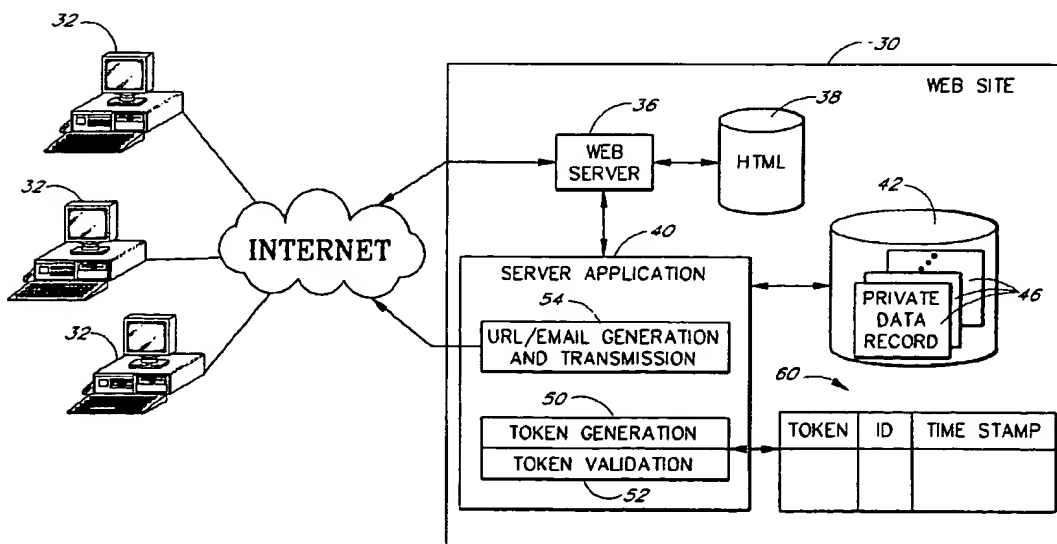 32
30
WEB SITE
36
38
WEB
SERVER
HTML
32
42
INTERNET
40
SERVER APPLICATION
54
URL/EMAIL GENERATION
AND TRANSMISSION
PRIVATE
DATA
RECORD
46
32
60
50
TOKEN GENERATION
TOKEN VALIDATION
52
TOKEN ID TIME STAMP